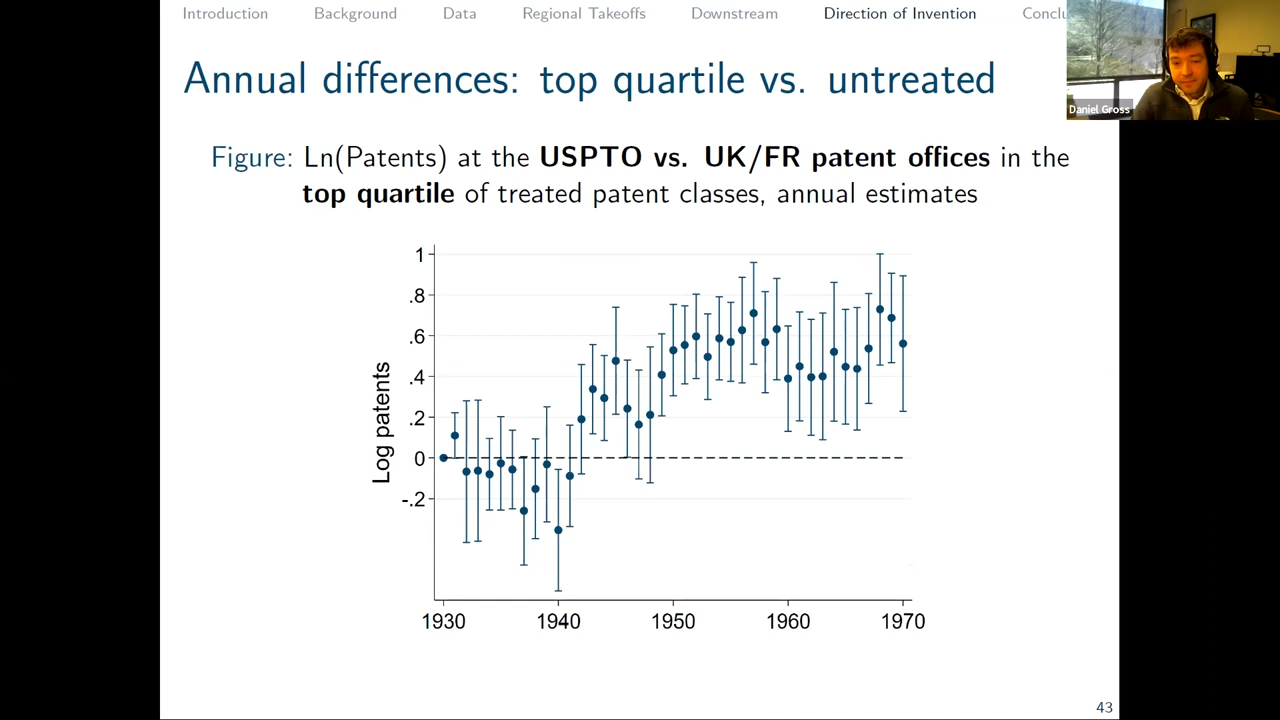 Introduction Background Data Regional Takeoffs Downstream Direction of Invention Conclu
Daniel Gross
Annual differences: top quartile vs. untreated
Figure: Ln(Patents) at the USPTO vs. UK/FR patent offices in the
top quartile of treated patent classes, annual estimates
Log patents
1
.8
.6
.4
.2
0
-.2
1930 1940 1950 1960 1970
43